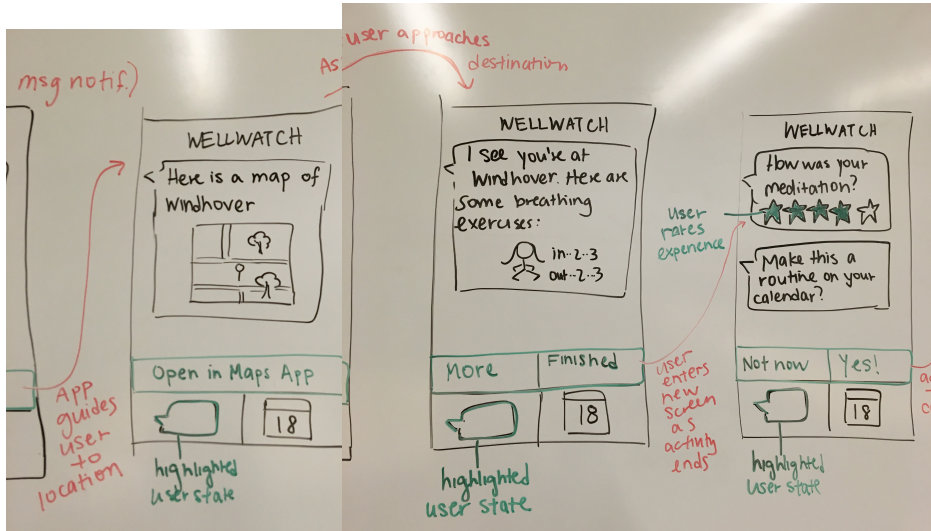 msg notif.)
App
guides
user
to
location
WELLWATCH
Here is a map of
Windhover
Open in Maps App
18
highlighted
user state
As user approaches
destination
WELLWATCH
I see you're at
Windhover. Here are
some breathing
exercises:
in..2..3
out..2..3
More
Finished
18
highlighted
user state
user
enters
new
screen
as
activity
ends
WELLWATCH
How was your
meditation?
User
rates
experience
Make this a
routine on your
calendar?
Not now
Yes!
18
highlighted
user state